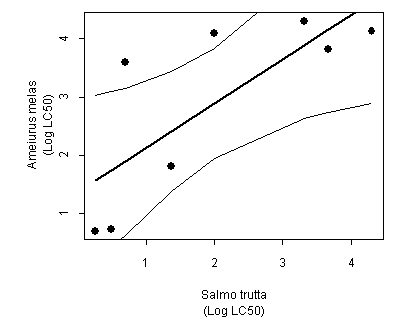 Ameiurus melas
(Log LC50)
4
3
2
1
1 2 3 4
Salmo trutta
(Log LC50)